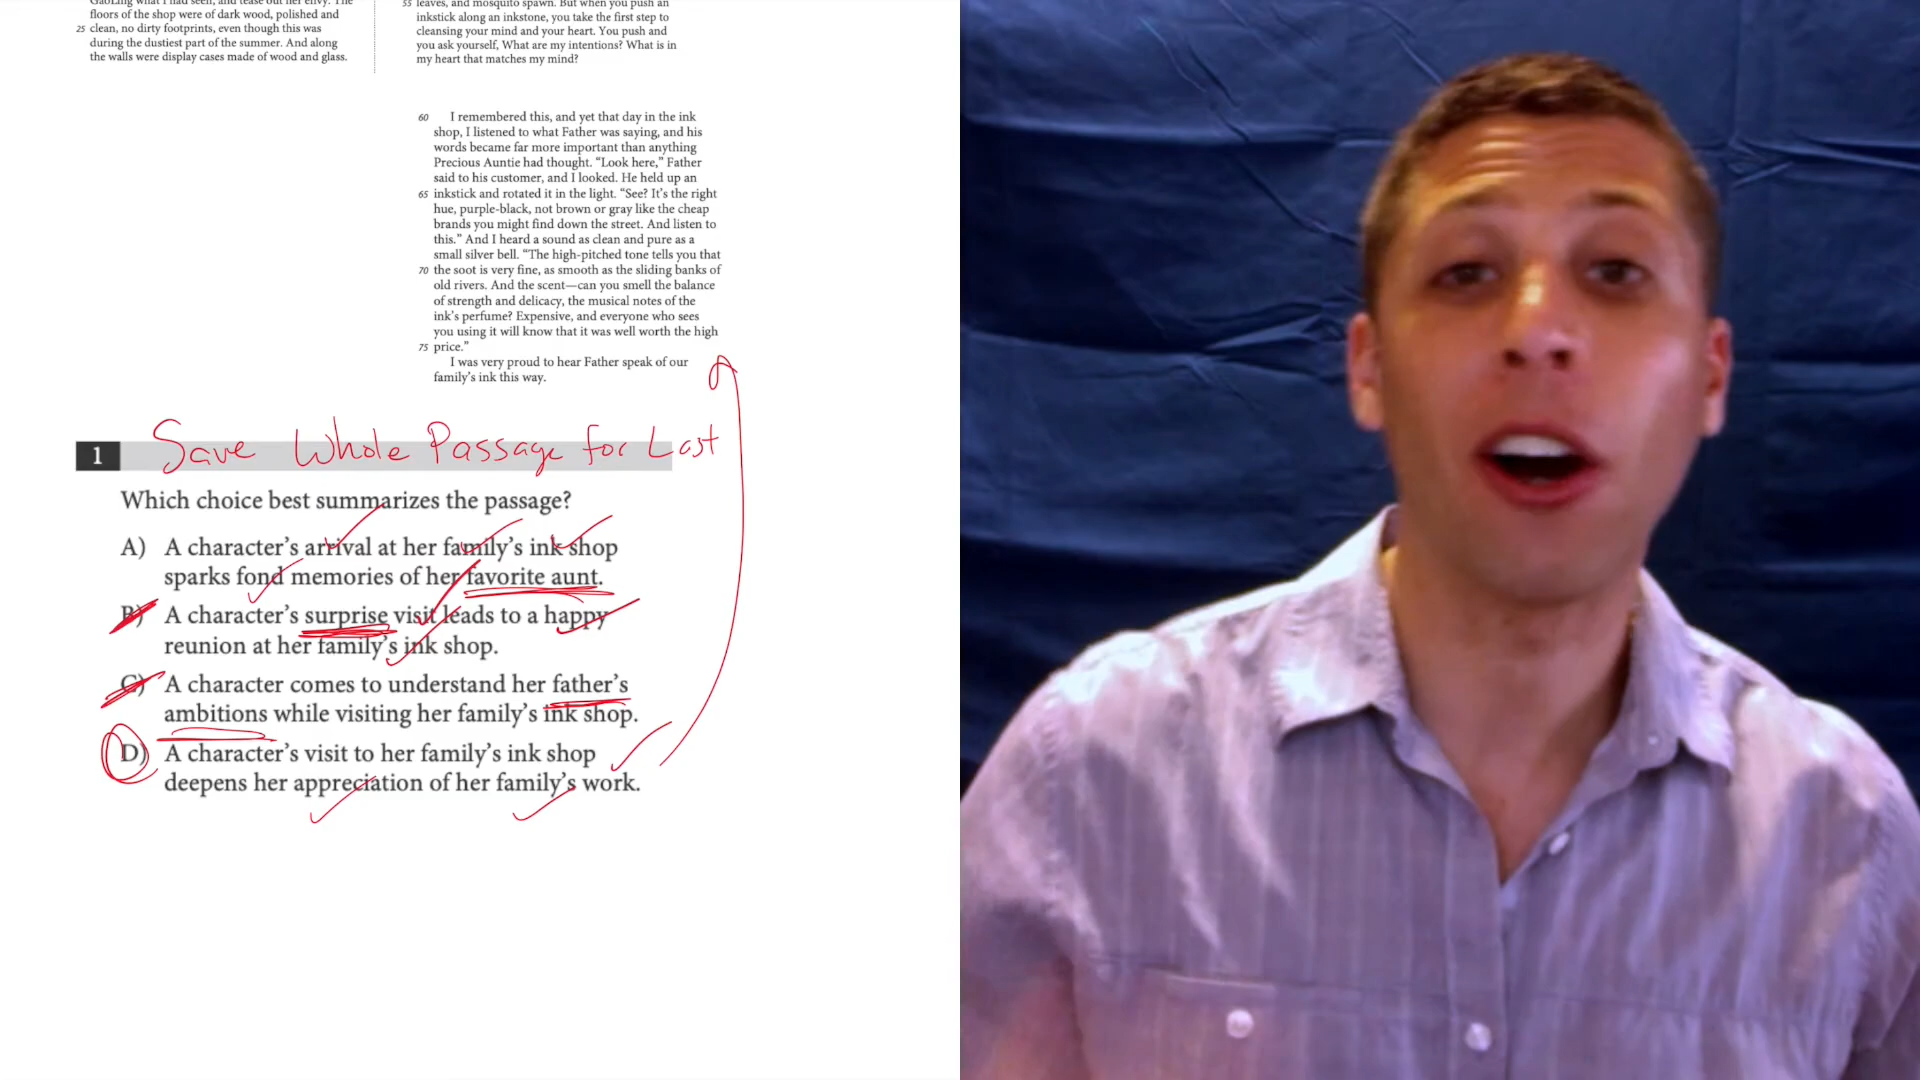 GaoLing what I had seen, and tease out her envy. The
floors of the shop were of dark wood, polished and
25 clean, no dirty footprints, even though this was
during the dustiest part of the summer. And along
the walls were display cases made of wood and glass.
55 leaves, and mosquito spawn. But when you push an
inkstick along an inkstone, you take the first step to
cleansing your mind and your heart. You push and
you ask yourself, What are my intentions? What is in
my heart that matches my mind?
60 I remembered this, and yet that day in the ink
shop, I listened to what Father was saying, and his
words became far more important than anything
Precious Auntie had thought. “Look here,” Father
said to his customer, and I looked. He held up an
65 inkstick and rotated it in the light. “See? It’s the right
hue, purple-black, not brown or gray like the cheap
brands you might find down the street. And listen to
this.” And I heard a sound as clean and pure as a
small silver bell. “The high-pitched tone tells you that
70 the soot is very fine, as smooth as the sliding banks of
old rivers. And the scent—can you smell the balance
of strength and delicacy, the musical notes of the
ink’s perfume? Expensive, and everyone who sees
you using it will know that it was well worth the high
75 price.”
I was very proud to hear Father speak of our
family’s ink this way.
1 Save Whole Passage for Last
Which choice best summarizes the passage?
A) A character’s arrival at her family’s ink shop
sparks fond memories of her favorite aunt.
B) A character’s surprise visit leads to a happy
reunion at her family’s ink shop.
C) A character comes to understand her father’s
ambitions while visiting her family’s ink shop.
D) A character’s visit to her family’s ink shop
deepens her appreciation of her family’s work.